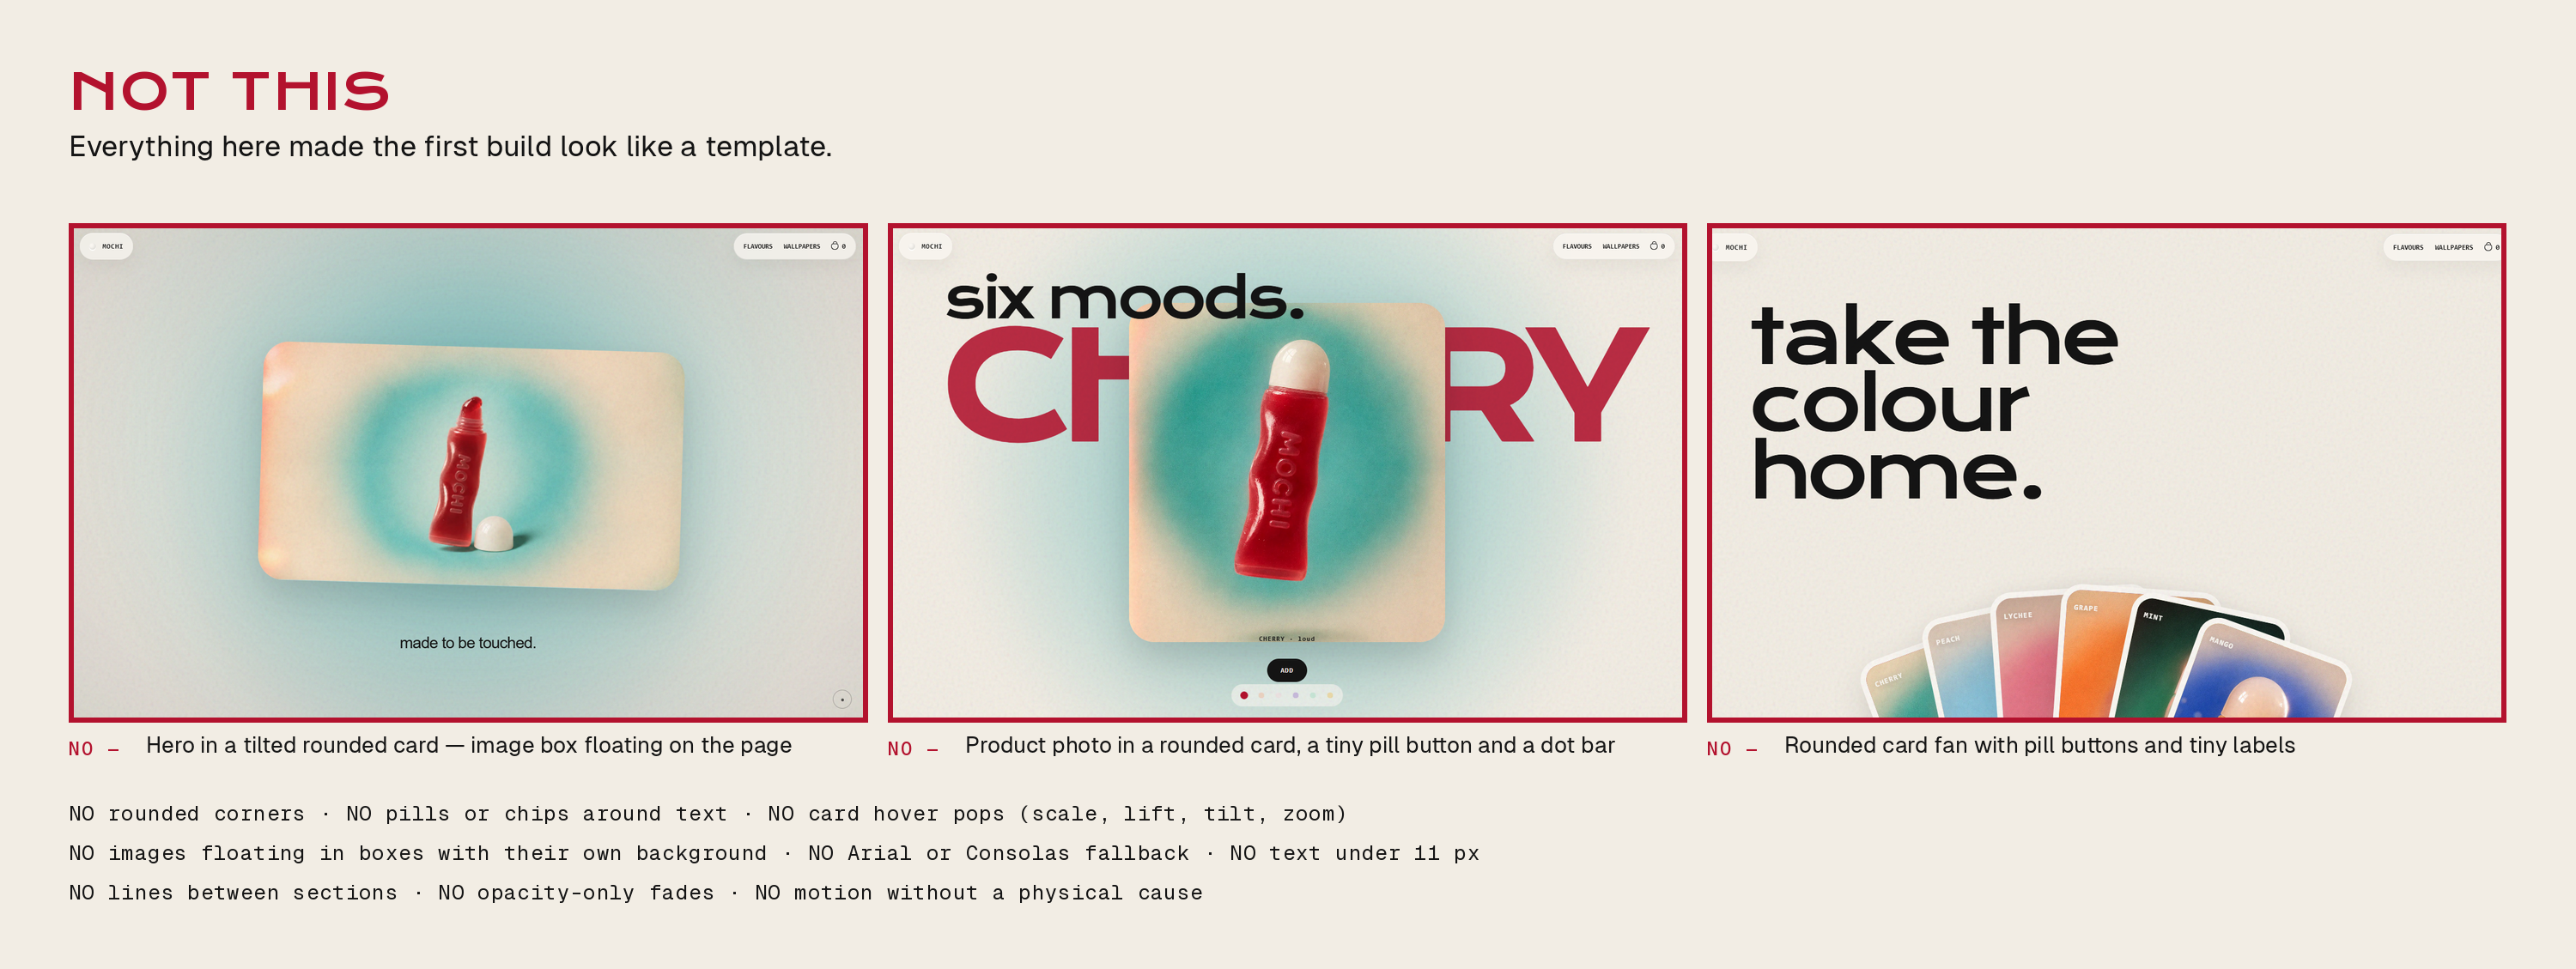 NOT THIS
Everything here made the first build look like a template.
MOCHI
FLAVOURS WALLPAPERS 0
MOCHI
made to be touched.
MOCHI
FLAVOURS WALLPAPERS 0
six moods.
CH RY
MOCHI
CHERRY · loud
ADD
MOCHI
FLAVOURS WALLPAPERS 0
take the
colour
home.
CHERRY
PEACH
LYCHEE
GRAPE
MINT
MANGO
NO – Hero in a tilted rounded card — image box floating on the page
NO – Product photo in a rounded card, a tiny pill button and a dot bar
NO – Rounded card fan with pill buttons and tiny labels
NO rounded corners · NO pills or chips around text · NO card hover pops (scale, lift, tilt, zoom)
NO images floating in boxes with their own background · NO Arial or Consolas fallback · NO text under 11 px
NO lines between sections · NO opacity-only fades · NO motion without a physical cause